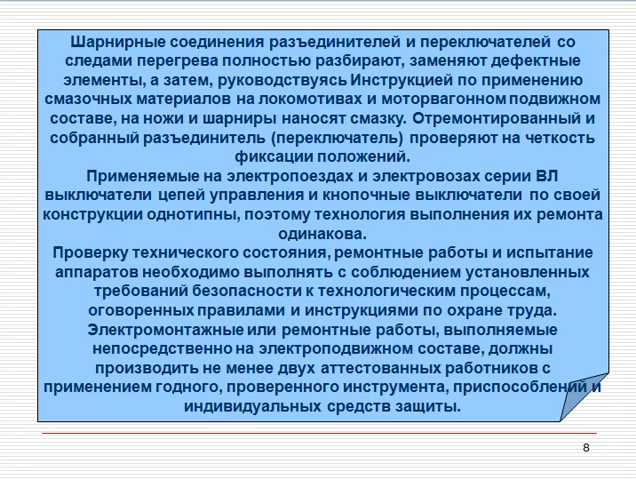 Шарнирные соединения разъединителей и переключателей со
следами перегрева полностью разбирают, заменяют дефектные
элементы, а затем, руководствуясь Инструкцией по применению
смазочных материалов на локомотивах и моторвагонном подвижном
составе, на ножи и шарниры наносят смазку. Отремонтированный и
собранный разъединитель (переключатель) проверяют на четкость
фиксации положений.
Применяемые на электропоездах и электровозах серии ВЛ
выключатели цепей управления и кнопочные выключатели по своей
конструкции однотипны, поэтому технология выполнения их ремонта
одинакова.
Проверку технического состояния, ремонтные работы и испытание
аппаратов необходимо выполнять с соблюдением установленных
требований безопасности к технологическим процессам,
оговоренных правилами и инструкциями по охране труда.
Электромонтажные или ремонтные работы, выполняемые
непосредственно на электроподвижном составе, должны
производить не менее двух аттестованных работников с
применением годного, проверенного инструмента, приспособлений и
индивидуальных средств защиты.
8